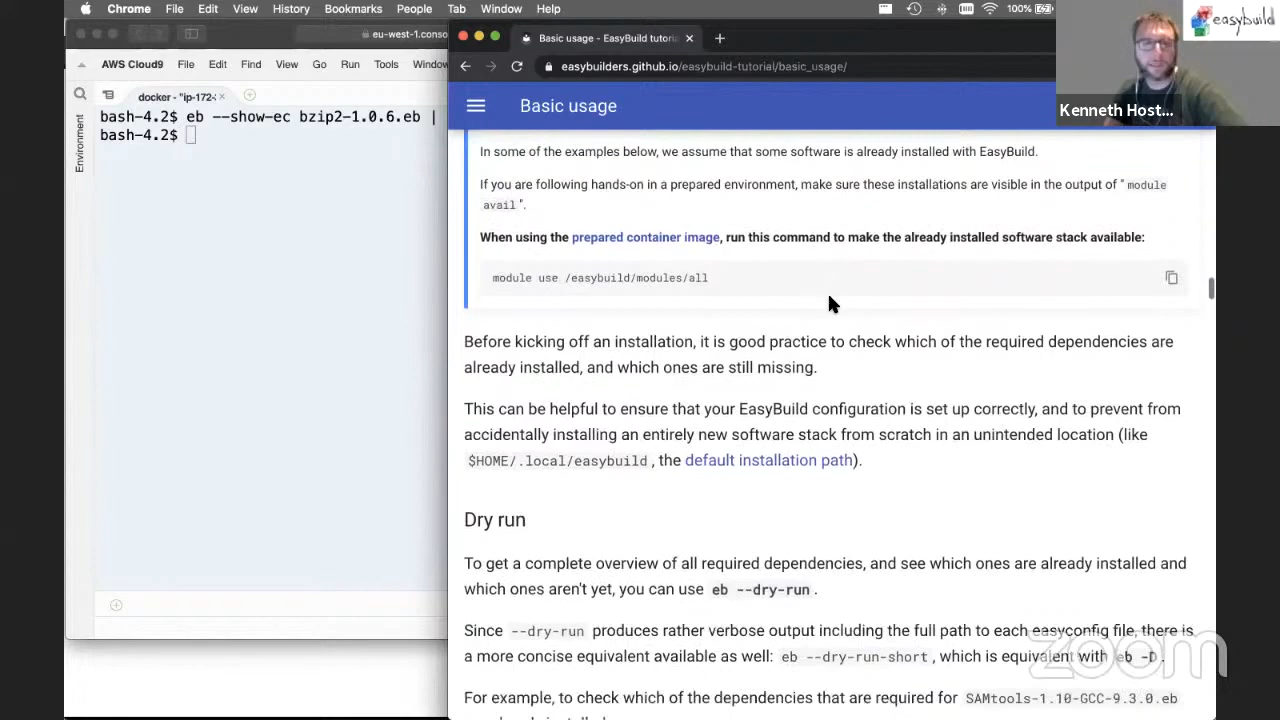 Chrome File Edit View History Bookmarks People Tab Window Help 100%
eu-west-1.conso
AWS Cloud9 File Edit Find View Go Run Tools Window
docker - "ip-172-
Environment
bash-4.2$ eb --show-ec bzip2-1.0.6.eb |
bash-4.2$
Basic usage - EasyBuild tutori
easybuilders.github.io/easybuild-tutorial/basic_usage/
Basic usage
easybuild
Kenneth Host...
In some of the examples below, we assume that some software is already installed with EasyBuild.
If you are following hands-on in a prepared environment, make sure these installations are visible in the output of " module
avail ".
When using the prepared container image, run this command to make the already installed software stack available:
module use /easybuild/modules/all
Before kicking off an installation, it is good practice to check which of the required dependencies are
already installed, and which ones are still missing.
This can be helpful to ensure that your EasyBuild configuration is set up correctly, and to prevent from
accidentally installing an entirely new software stack from scratch in an unintended location (like
$HOME/.local/easybuild , the default installation path).
Dry run
To get a complete overview of all required dependencies, and see which ones are already installed and
which ones aren't yet, you can use eb --dry-run .
Since --dry-run produces rather verbose output including the full path to each easyconfig file, there is
a more concise equivalent available as well: eb --dry-run-short , which is equivalent with eb -D .
For example, to check which of the dependencies that are required for SAMtools-1.10-GCC-9.3.0.eb
zoom